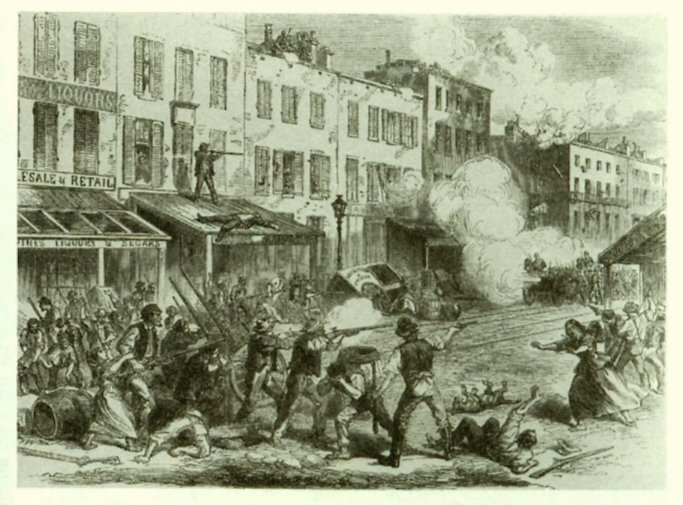 LIQUORS
LESALE & RETAIL
WINES LIQUORS & SEGARS